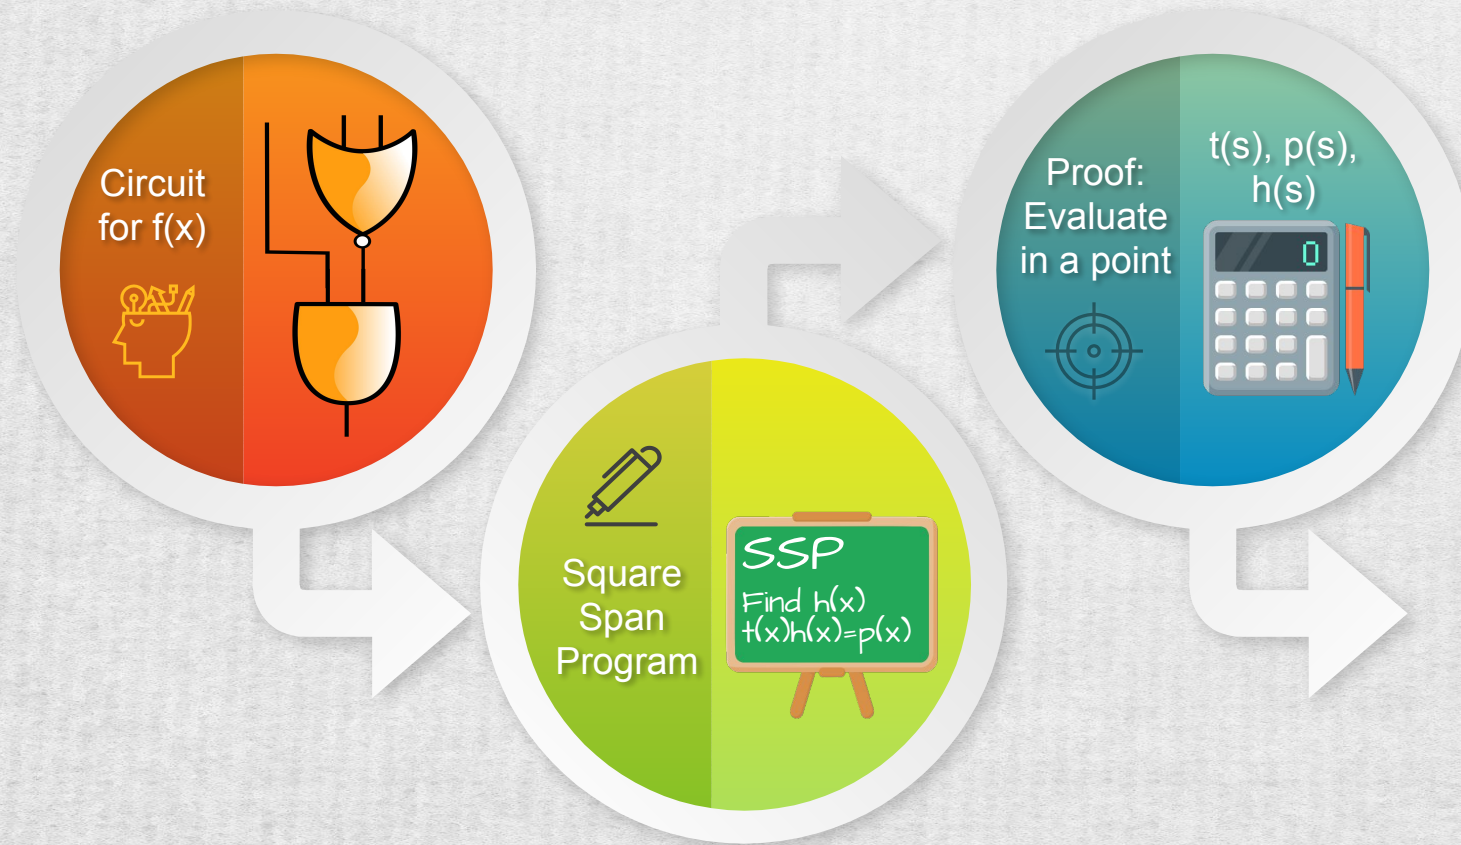 Circuit
for f(x)
Square
Span
Program
SSP
Find h(x)
t(x)h(x)=p(x)
Proof:
Evaluate
in a point
t(s), p(s),
h(s)
0